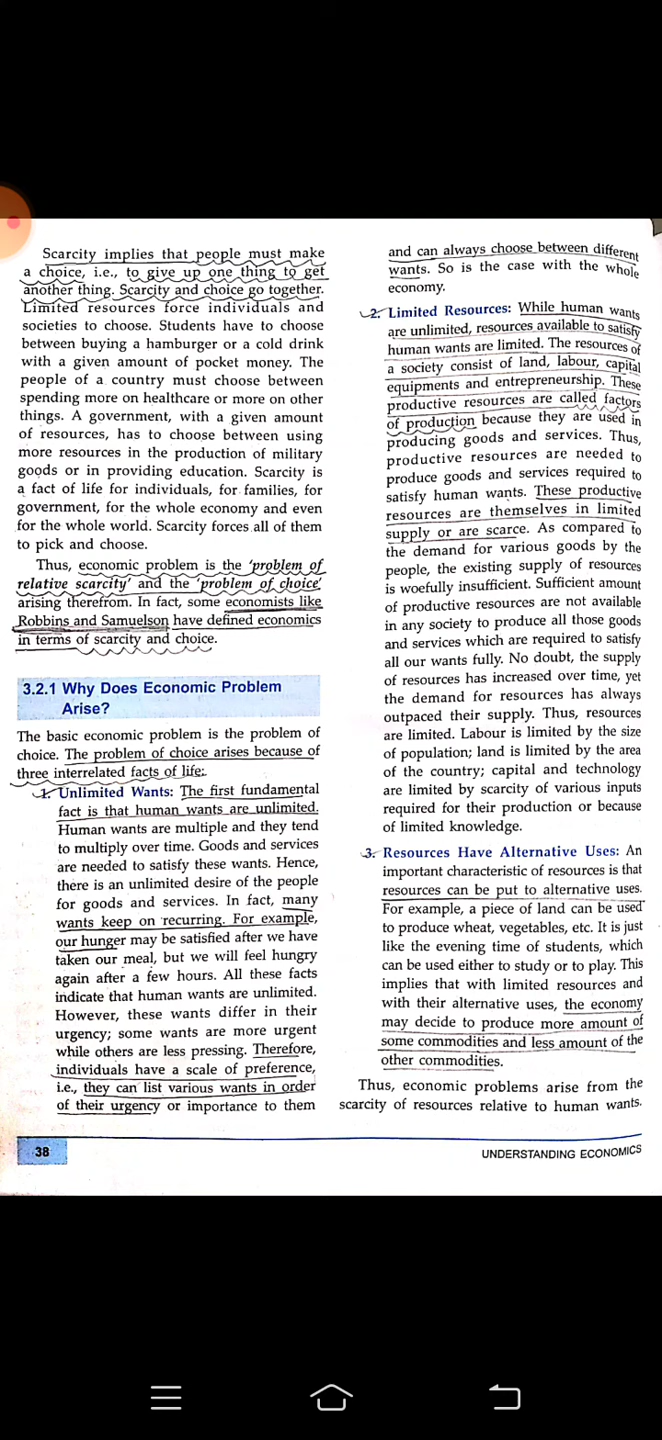 Scarcity implies that people must make
a choice, i.e., to give up one thing to get
another thing. Scarcity and choice go together.
Limited resources force individuals and
societies to choose. Students have to choose
between buying a hamburger or a cold drink
with a given amount of pocket money. The
people of a country must choose between
spending more on healthcare or more on other
things. A government, with a given amount
of resources, has to choose between using
more resources in the production of military
goods or in providing education. Scarcity is
a fact of life for individuals, for families, for
government, for the whole economy and even
for the whole world. Scarcity forces all of them
to pick and choose.
Thus, economic problem is the 'problem of
relative scarcity' and the 'problem of choice'
arising therefrom. In fact, some economists like
Robbins and Samuelson have defined economics
in terms of scarcity and choice.
3.2.1 Why Does Economic Problem
Arise?
The basic economic problem is the problem of
choice. The problem of choice arises because of
three interrelated facts of life:
1. Unlimited Wants: The first fundamental
fact is that human wants are unlimited.
Human wants are multiple and they tend
to multiply over time. Goods and services
are needed to satisfy these wants. Hence,
there is an unlimited desire of the people
for goods and services. In fact, many
wants keep on recurring. For example,
our hunger may be satisfied after we have
taken our meal, but we will feel hungry
again after a few hours. All these facts
indicate that human wants are unlimited.
However, these wants differ in their
urgency; some wants are more urgent
while others are less pressing. Therefore,
individuals have a scale of preference,
i.e., they can list various wants in order
of their urgency or importance to them
and can always choose between different
wants. So is the case with the whole
economy.
2. Limited Resources: While human wants
are unlimited, resources available to satisfy
human wants are limited. The resources of
a society consist of land, labour, capital
equipments and entrepreneurship. These
productive resources are called factors
of production because they are used in
producing goods and services. Thus,
productive resources are needed to
produce goods and services required to
satisfy human wants. These productive
resources are themselves in limited
supply or are scarce. As compared to
the demand for various goods by the
people, the existing supply of resources
is woefully insufficient. Sufficient amount
of productive resources are not available
in any society to produce all those goods
and services which are required to satisfy
all our wants fully. No doubt, the supply
of resources has increased over time, yet
the demand for resources has always
outpaced their supply. Thus, resources
are limited. Labour is limited by the size
of population; land is limited by the area
of the country; capital and technology
are limited by scarcity of various inputs
required for their production or because
of limited knowledge.
3. Resources Have Alternative Uses: An
important characteristic of resources is that
resources can be put to alternative uses.
For example, a piece of land can be used
to produce wheat, vegetables, etc. It is just
like the evening time of students, which
can be used either to study or to play. This
implies that with limited resources and
with their alternative uses, the economy
may decide to produce more amount of
some commodities and less amount of the
other commodities.
Thus, economic problems arise from the
scarcity of resources relative to human wants.
38
UNDERSTANDING ECONOMICS